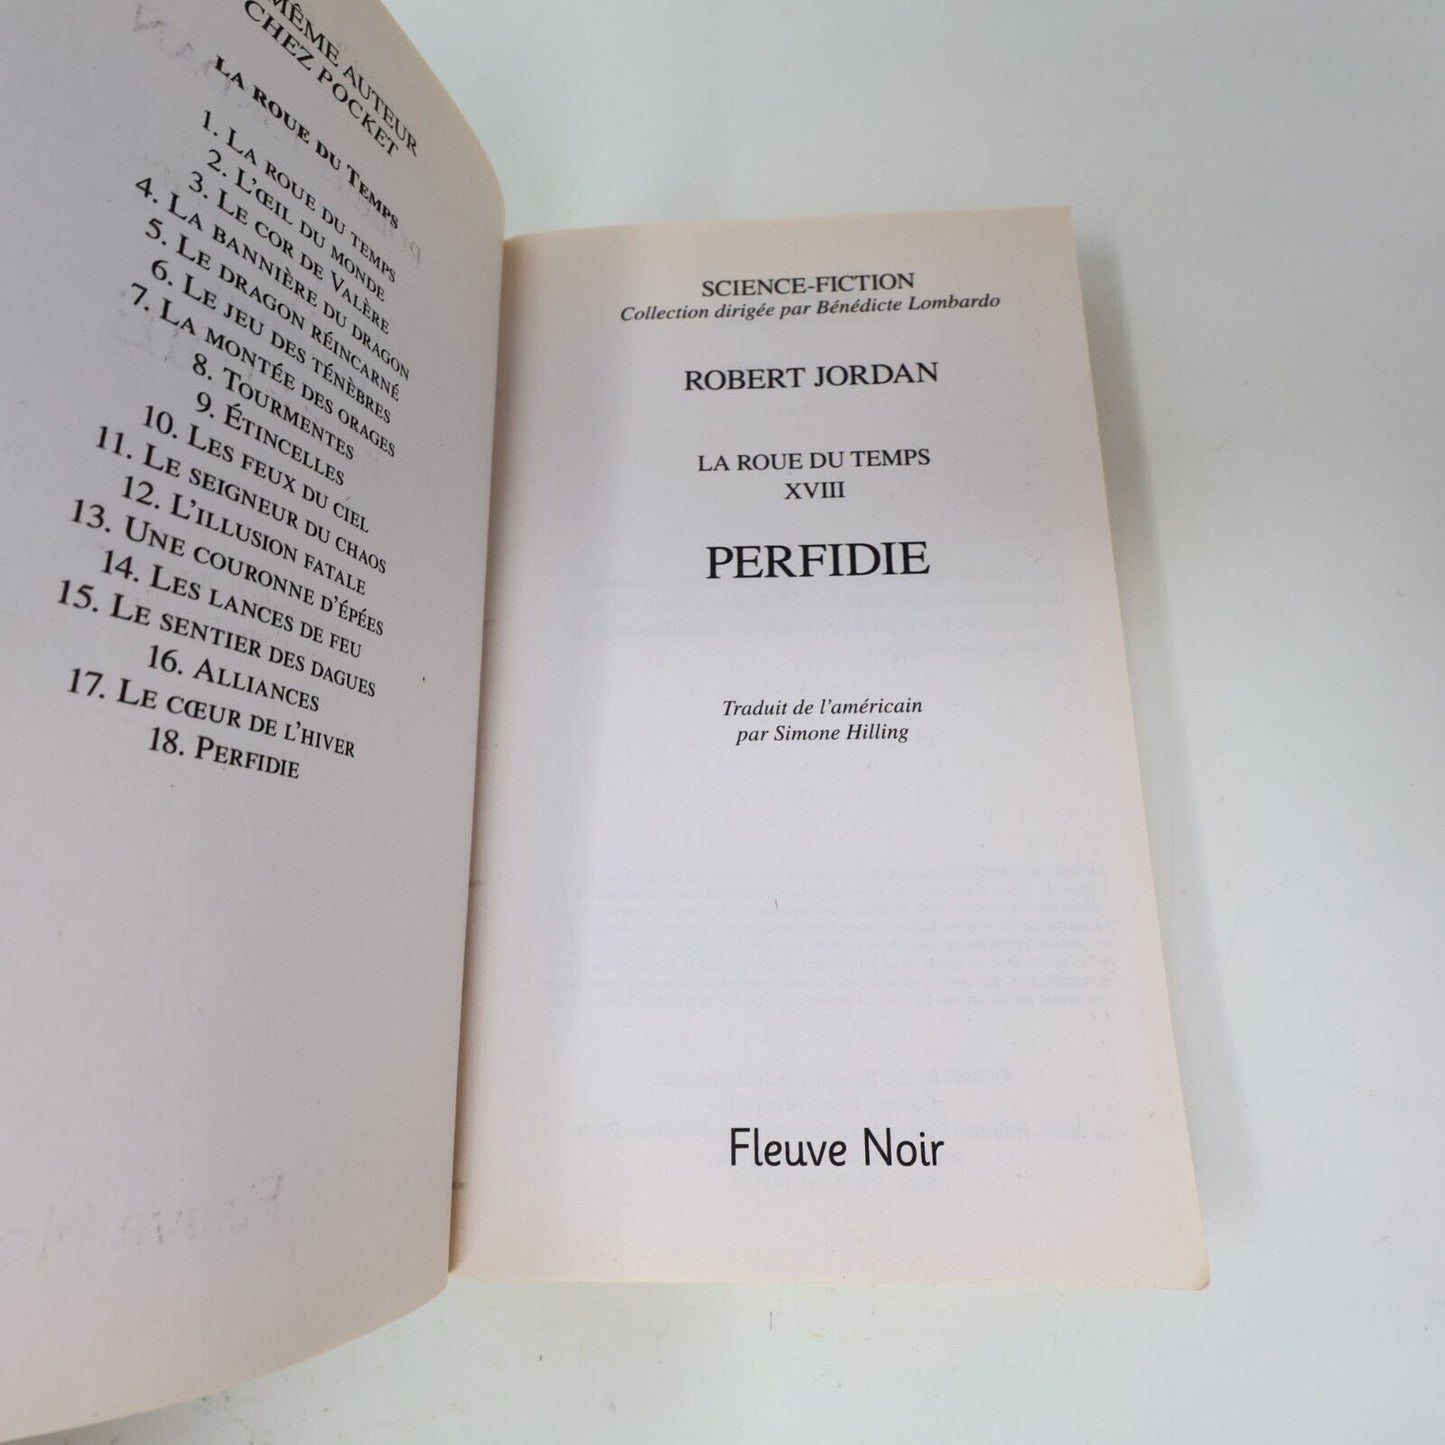 MÊME AUTEUR
CHEZ POCKET
LA ROUE DU TEMPS
1. LA ROUE DU TEMPS
2. L'ŒIL DU MONDE
3. LE COR DE VALÈRE
4. LA BANNIÈRE DU DRAGON
5. LE DRAGON RÉINCARNÉ
6. LE JEU DES TÉNÈBRES
7. LA MONTÉE DES ORAGES
8. TOURMENTES
9. ÉTINCELLES
10. LES FEUX DU CIEL
11. LE SEIGNEUR DU CHAOS
12. L'ILLUSION FATALE
13. UNE COURONNE D'ÉPÉES
14. LES LANCES DE FEU
15. LE SENTIER DES DAGUES
16. ALLIANCES
17. LE CŒUR DE L'HIVER
18. PERFIDIE
SCIENCE-FICTION
Collection dirigée par Bénédicte Lombardo
ROBERT JORDAN
LA ROUE DU TEMPS
XVIII
PERFIDIE
Traduit de l'américain
par Simone Hilling
Fleuve Noir